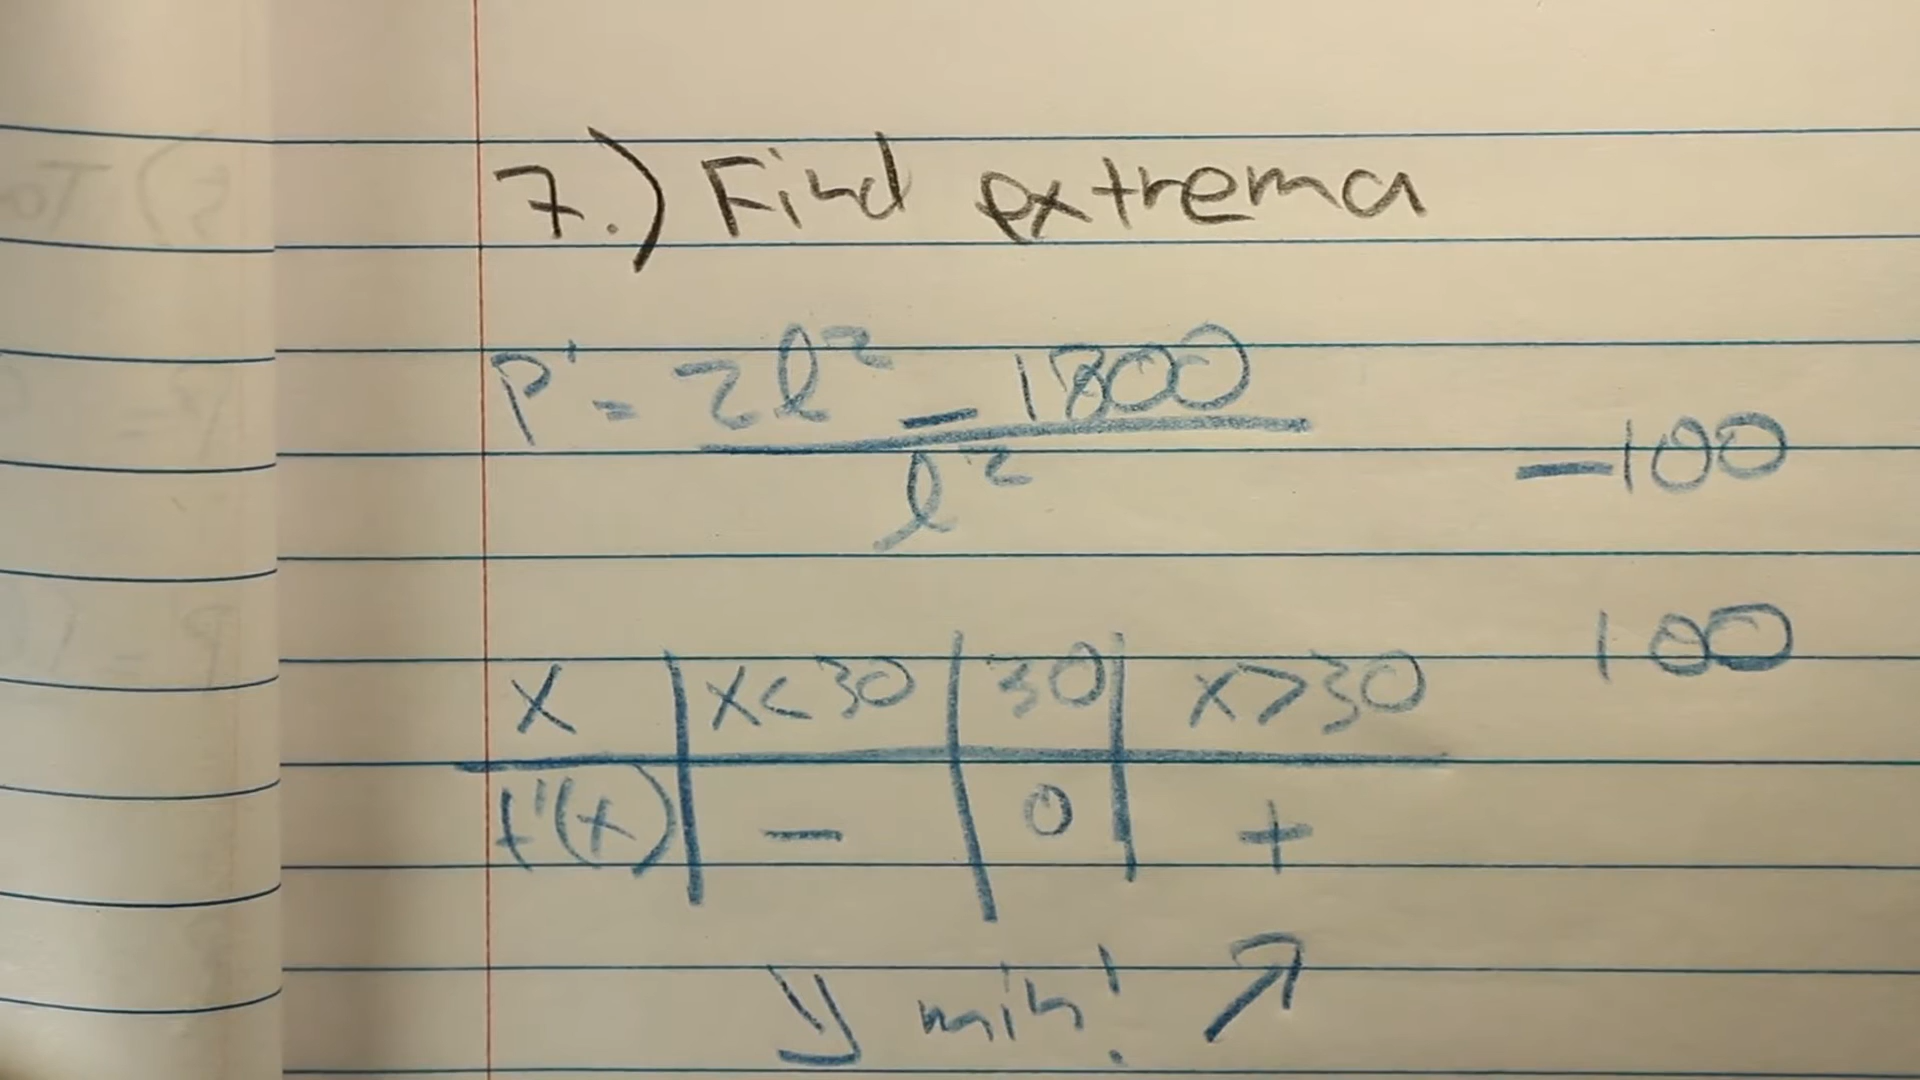 7.) Find extrema
P' = 2l² - 1800
l²
-100
100
x | x<30 | 30 | x>30
f'(x) | - | 0 | +
↘ min! ↗